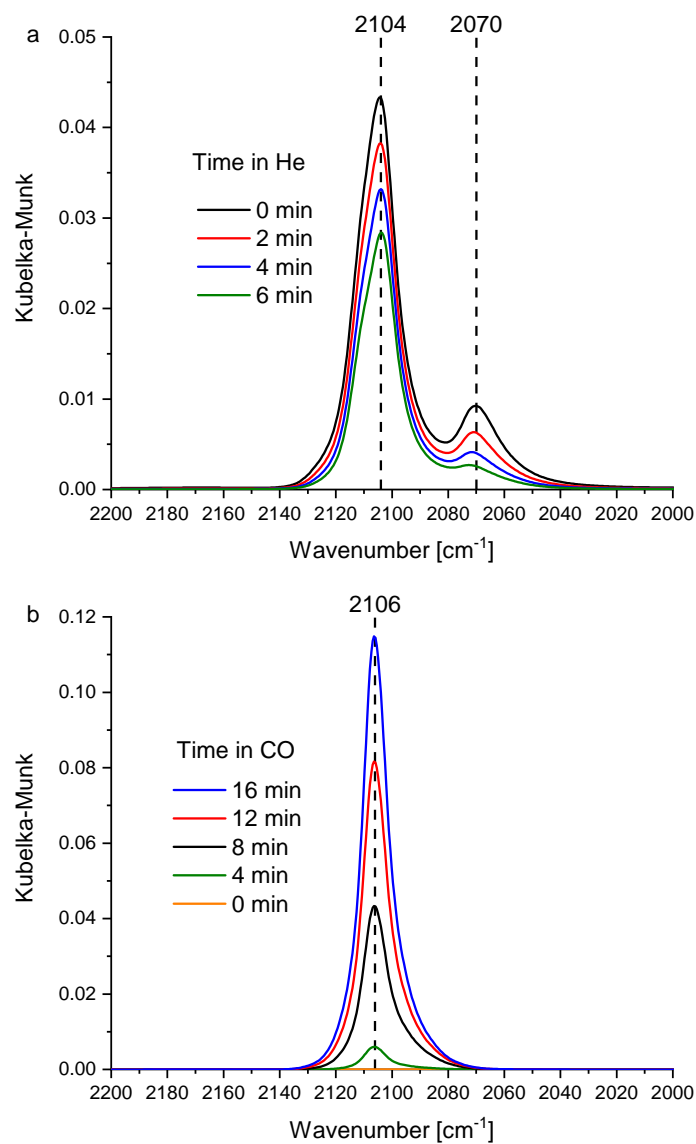 a
2104 2070
0.05
0.04
0.03
0.02
0.01
0.00
Kubelka-Munk
Time in He
0 min
2 min
4 min
6 min
2200 2180 2160 2140 2120 2100 2080 2060 2040 2020 2000
Wavenumber [cm⁻¹]
b
2106
0.12
0.10
0.08
0.06
0.04
0.02
0.00
Kubelka-Munk
Time in CO
16 min
12 min
8 min
4 min
0 min
2200 2180 2160 2140 2120 2100 2080 2060 2040 2020 2000
Wavenumber [cm⁻¹]